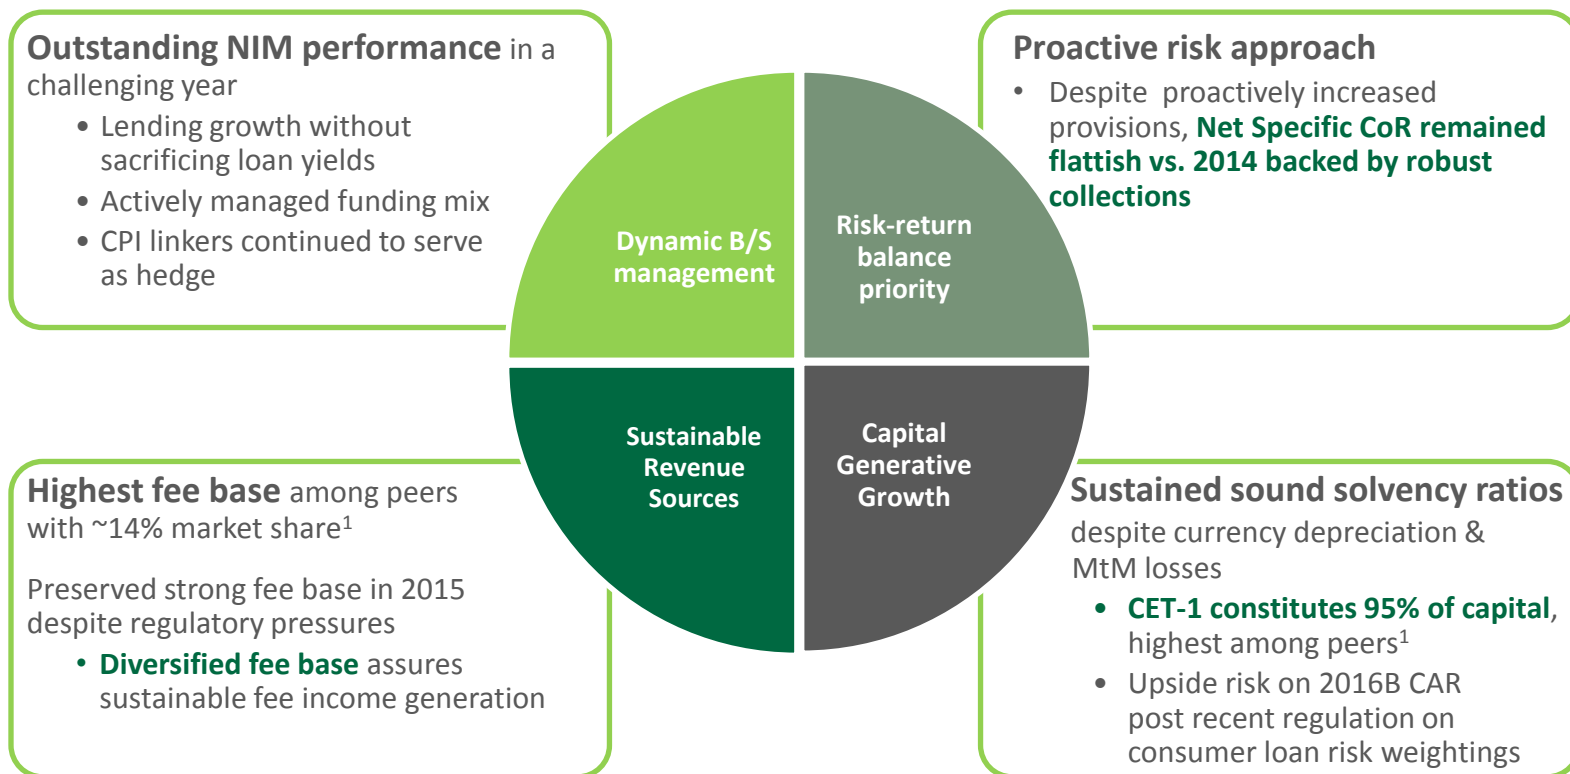 Outstanding NIM performance in a
challenging year
• Lending growth without
sacrificing loan yields
• Actively managed funding mix
• CPI linkers continued to serve
as hedge
Proactive risk approach
• Despite proactively increased
provisions, Net Specific CoR remained
flattish vs. 2014 backed by robust
collections
Dynamic B/S
management
Risk-return
balance
priority
Sustainable
Revenue
Sources
Capital
Generative
Growth
Highest fee base among peers
with ~14% market share¹
Preserved strong fee base in 2015
despite regulatory pressures
• Diversified fee base assures
sustainable fee income generation
Sustained sound solvency ratios
despite currency depreciation &
MtM losses
• CET-1 constitutes 95% of capital,
highest among peers¹
• Upside risk on 2016B CAR
post recent regulation on
consumer loan risk weightings